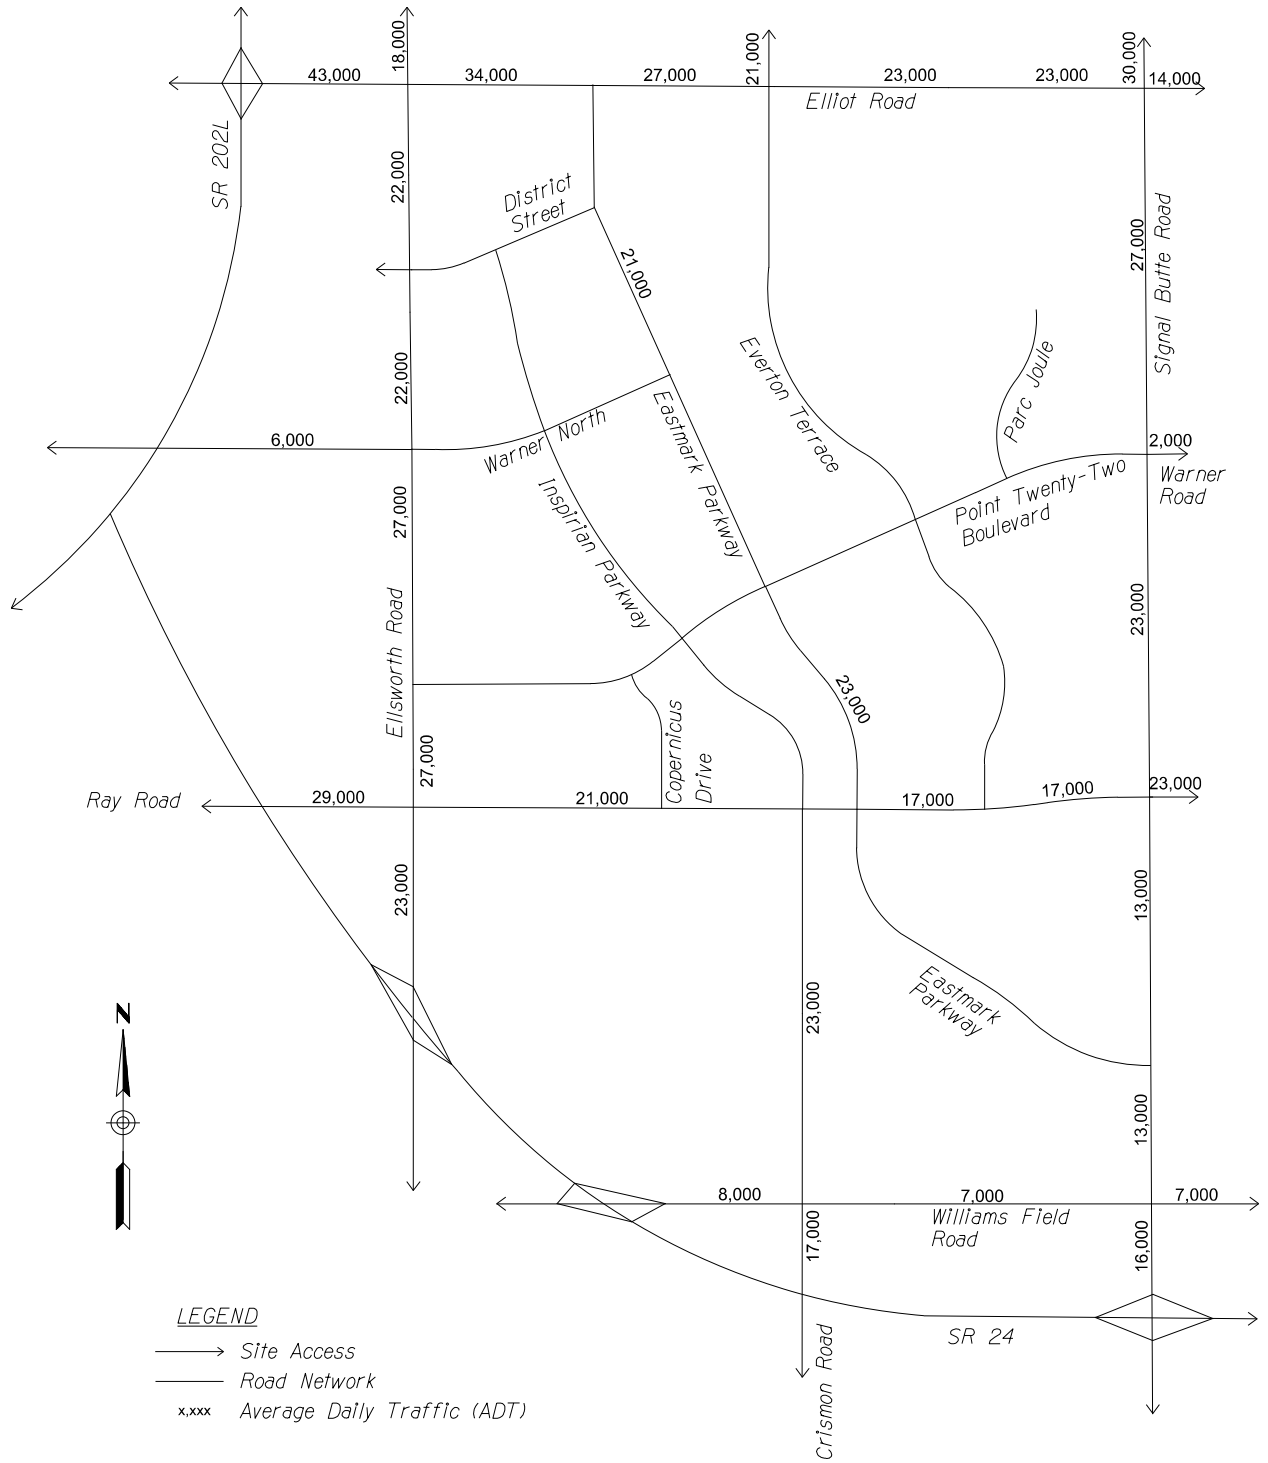 18,000
21,000
30,000
43,000
34,000
27,000
23,000
23,000
14,000
Elliot Road
SR 202L
22,000
District
Street
21,000
27,000
Signal Butte Road
22,000
Everton Terrace
Parc Joule
6,000
Warner North
Eastmark Parkway
2,000
Warner
Road
Point Twenty-Two
Boulevard
27,000
Inspirian Parkway
Ellsworth Road
23,000
23,000
27,000
Copernicus
Drive
Ray Road
29,000
21,000
17,000
17,000
23,000
23,000
13,000
Eastmark
Parkway
23,000
N
13,000
8,000
7,000
7,000
Williams Field
Road
17,000
16,000
SR 24
Crismon Road
LEGEND
Site Access
Road Network
x,xxx Average Daily Traffic (ADT)